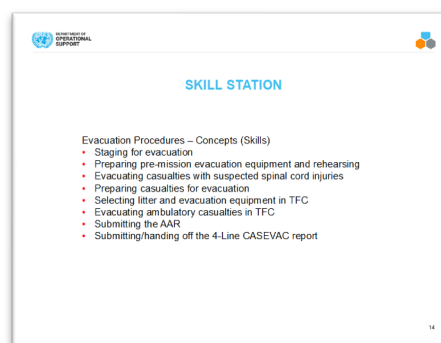 DEPARTMENT OF
OPERATIONAL
SUPPORT
SKILL STATION
Evacuation Procedures – Concepts (Skills)
• Staging for evacuation
• Preparing pre-mission evacuation equipment and rehearsing
• Evacuating casualties with suspected spinal cord injuries
• Preparing casualties for evacuation
• Selecting litter and evacuation equipment in TFC
• Evacuating ambulatory casualties in TFC
• Submitting the AAR
• Submitting/handing off the 4-Line CASEVAC report
14